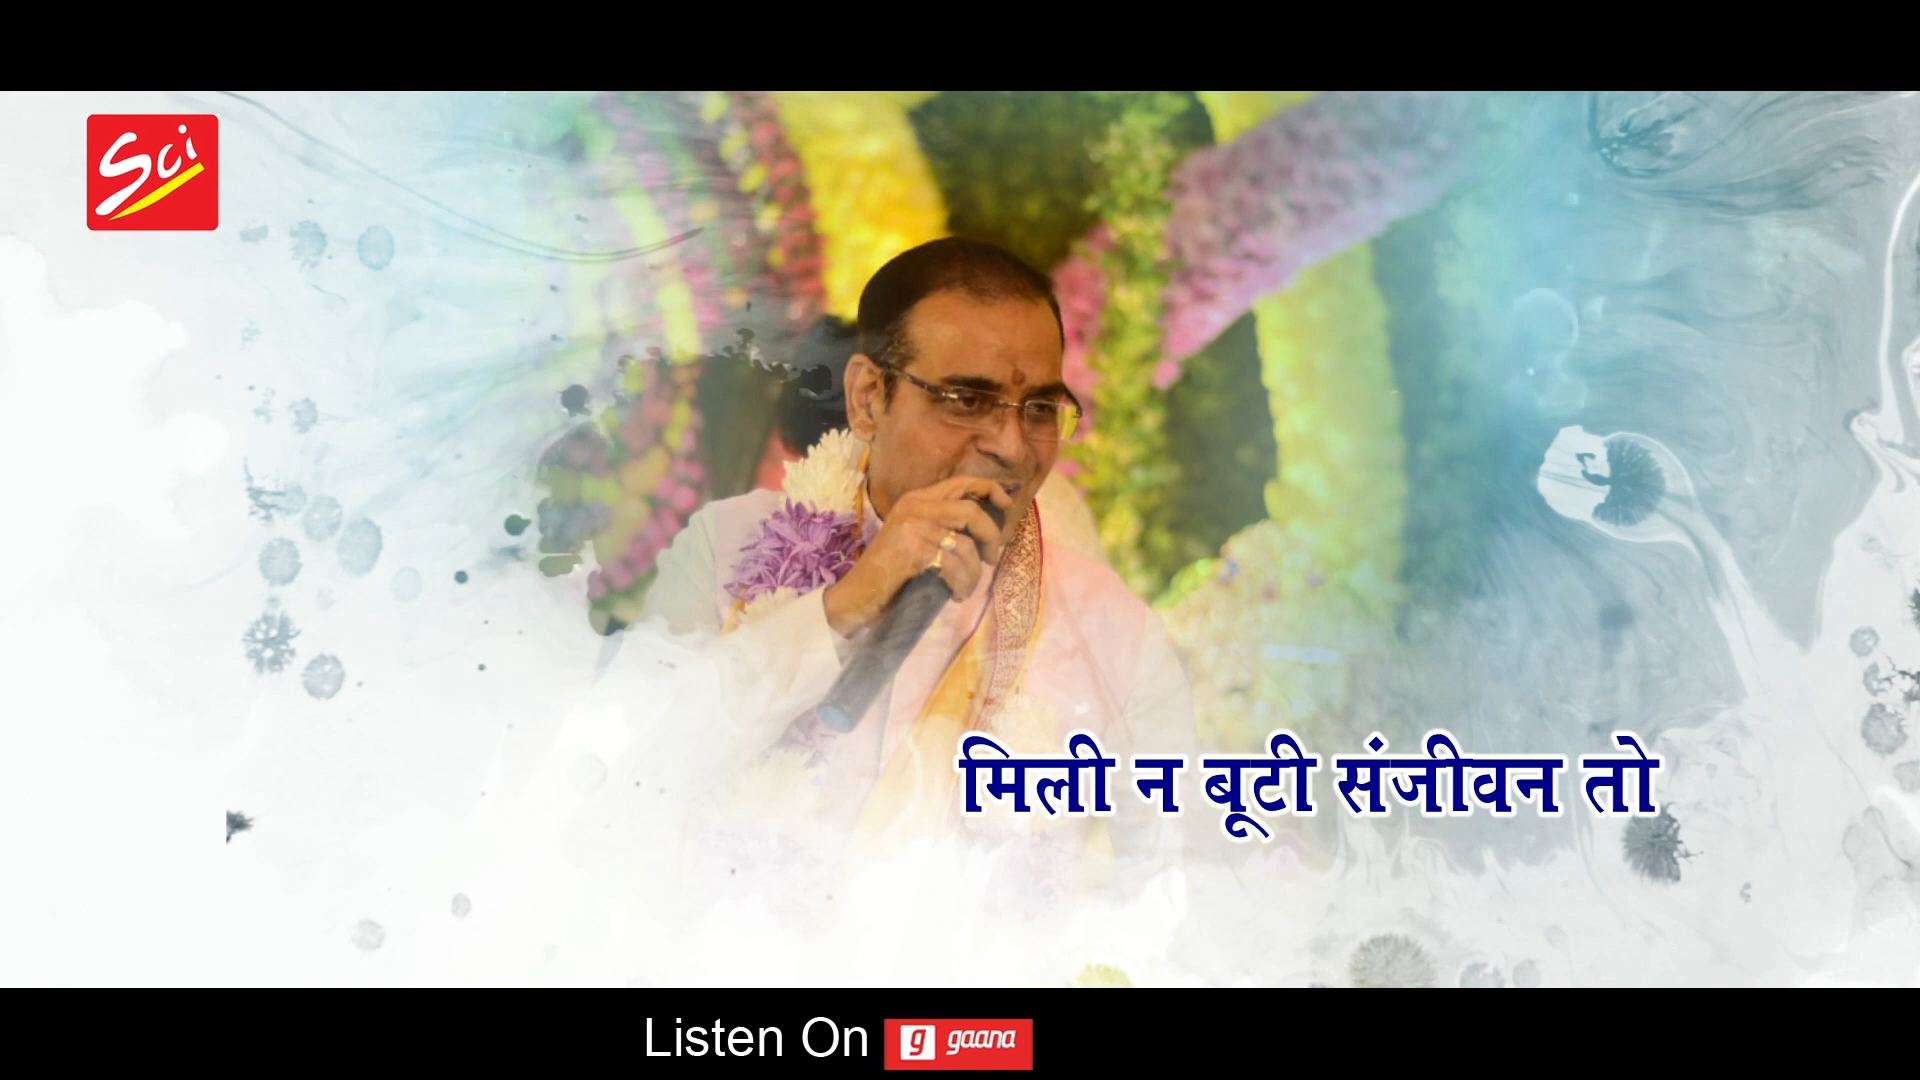 Sci
मिली न बूटी संजीवन तो
Listen On g gaana